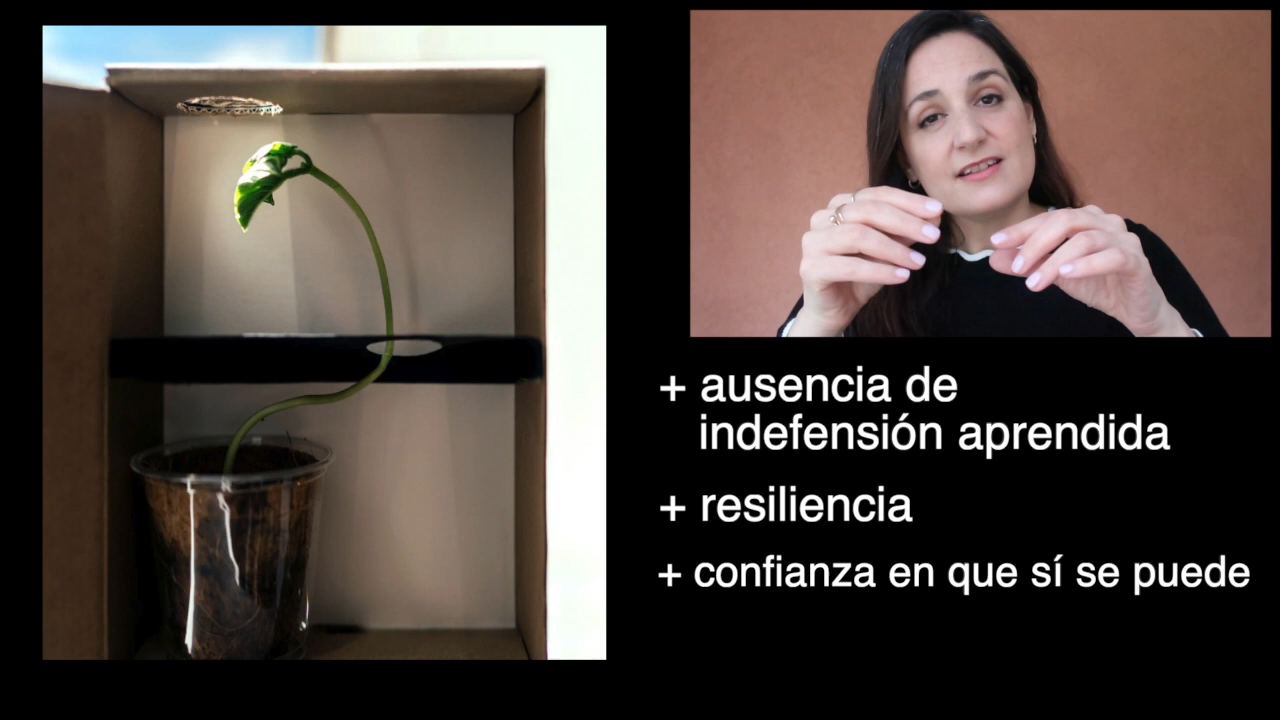 + ausencia de
indefensión aprendida
+ resiliencia
+ confianza en que sí se puede